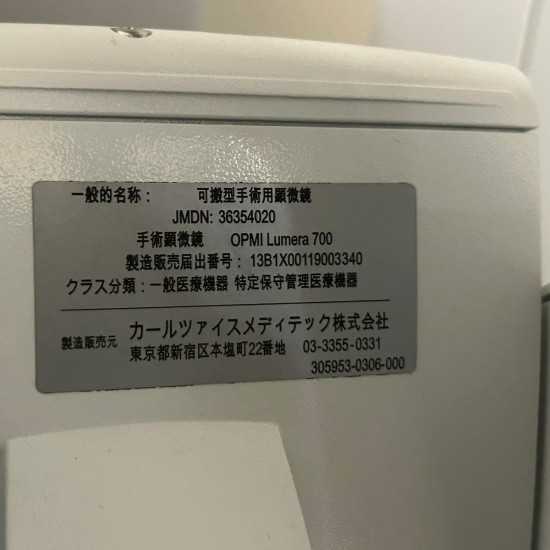 一般的名称： 可搬型手術用顕微鏡
JMDN: 36354020
手術顕微鏡 OPMI Lumera 700
製造販売届出番号： 13B1X00119003340
クラス分類：一般医療機器 特定保守管理医療機器
製造販売元 カールツァイスメディテック株式会社
東京都新宿区本塩町22番地 03-3355-0331
305953-0306-000